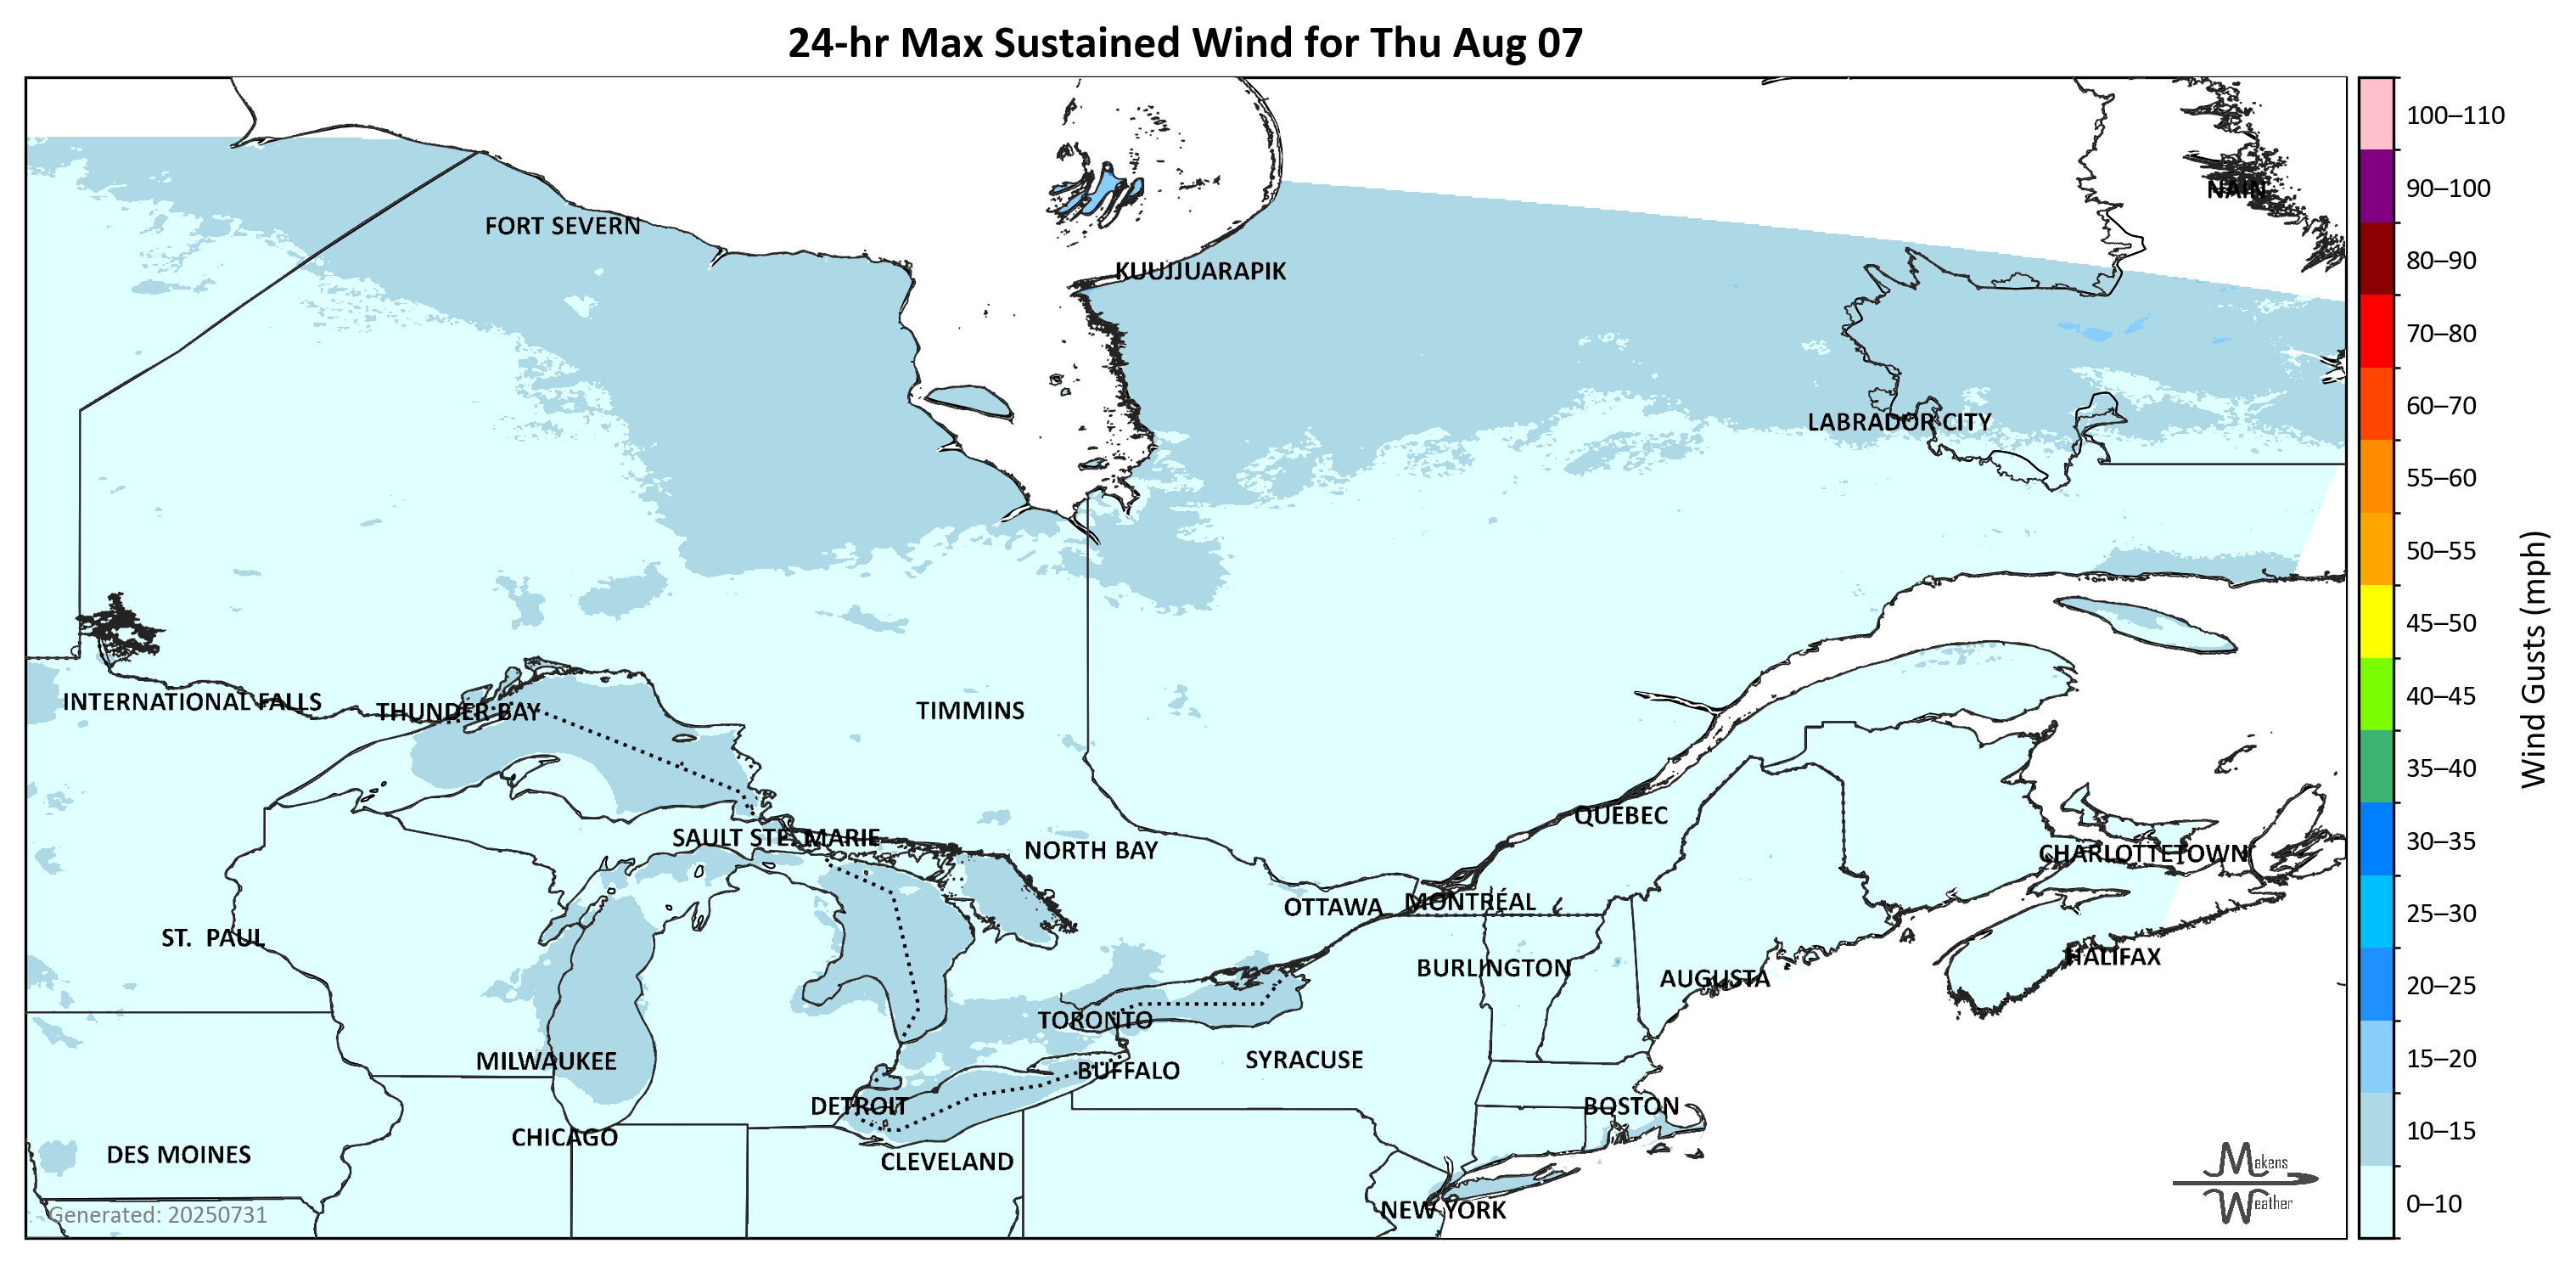 24-hr Max Sustained Wind for Thu Aug 07
100–110
90–100
NAIN
FORT SEVERN
80–90
KUUJJUARAPIK
70–80
60–70
LABRADOR CITY
55–60
50–55
Wind Gusts (mph)
45–50
40–45
INTERNATIONAL FALLS
THUNDER BAY
TIMMINS
35–40
QUÉBEC
30–35
SAULT STE. MARIE
NORTH BAY
CHARLOTTETOWN
OTTAWA
MONTRÉAL
25–30
ST. PAUL
HALIFAX
BURLINGTON
AUGUSTA
20–25
TORONTO
MILWAUKEE
SYRACUSE
15–20
BUFFALO
DETROIT
BOSTON
10–15
CHICAGO
DES MOINES
CLEVELAND
Makens
Weather
0–10
NEW YORK
Generated: 20250731